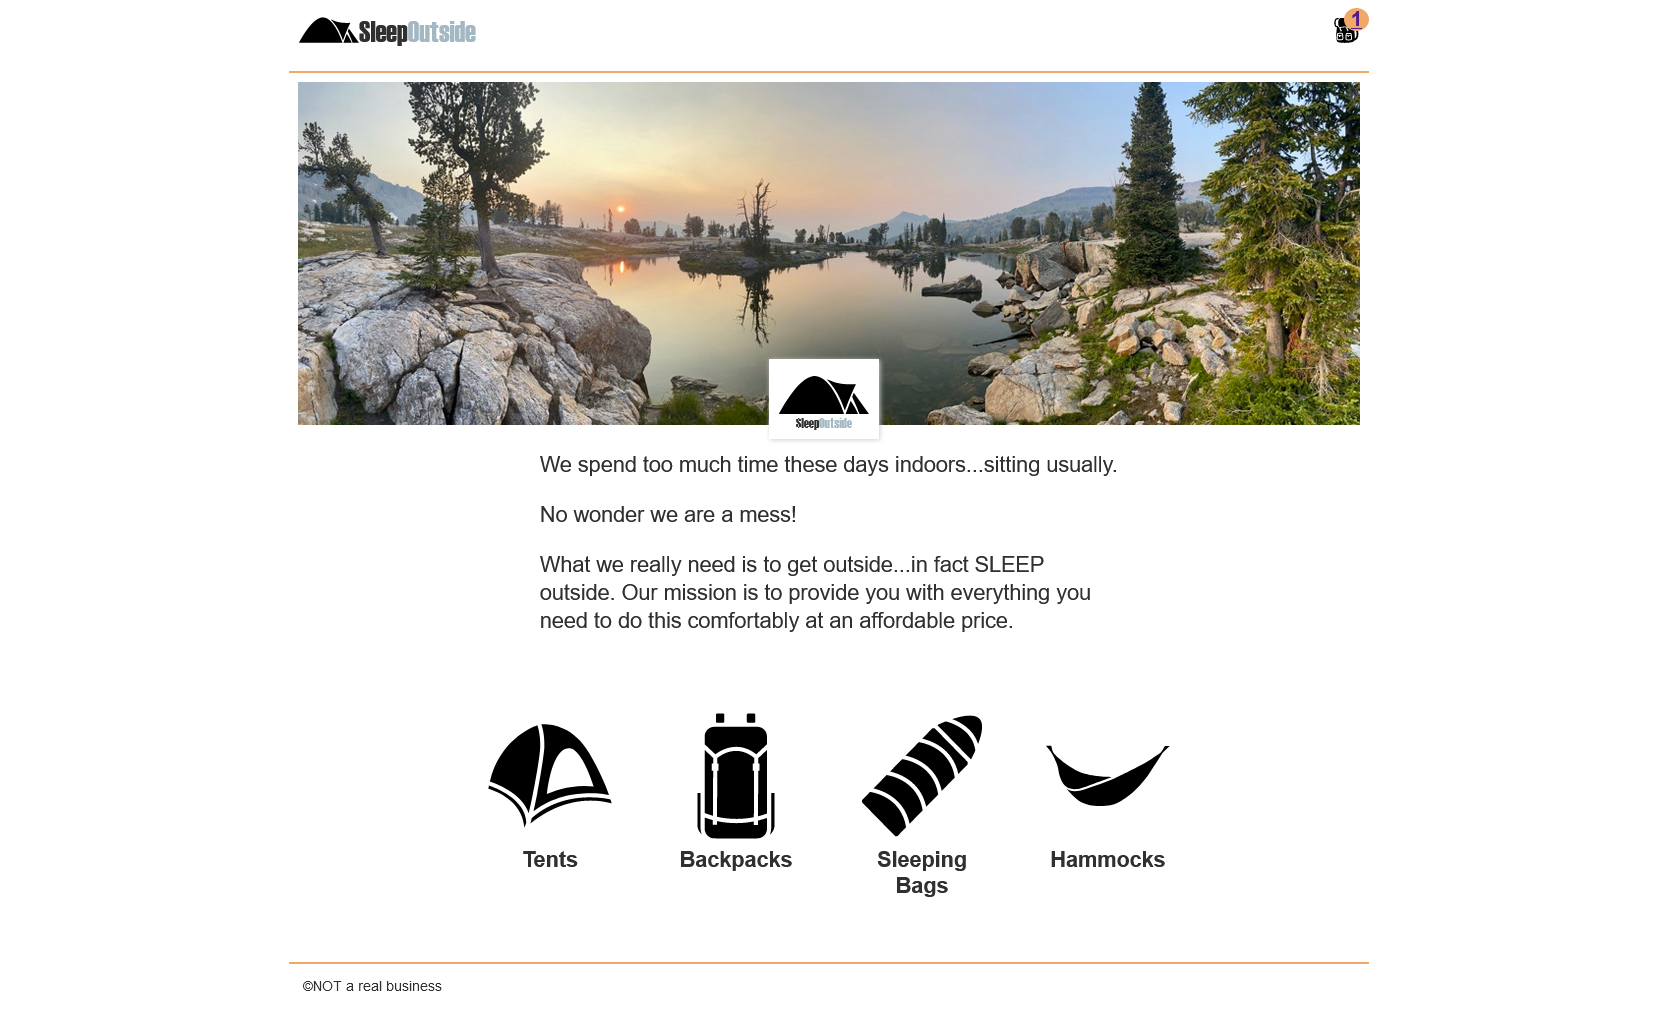 SleepOutside
1
SleepOutside
We spend too much time these days indoors...sitting usually.
No wonder we are a mess!
What we really need is to get outside...in fact SLEEP
outside. Our mission is to provide you with everything you
need to do this comfortably at an affordable price.
Tents
Backpacks
Sleeping
Bags
Hammocks
©NOT a real business